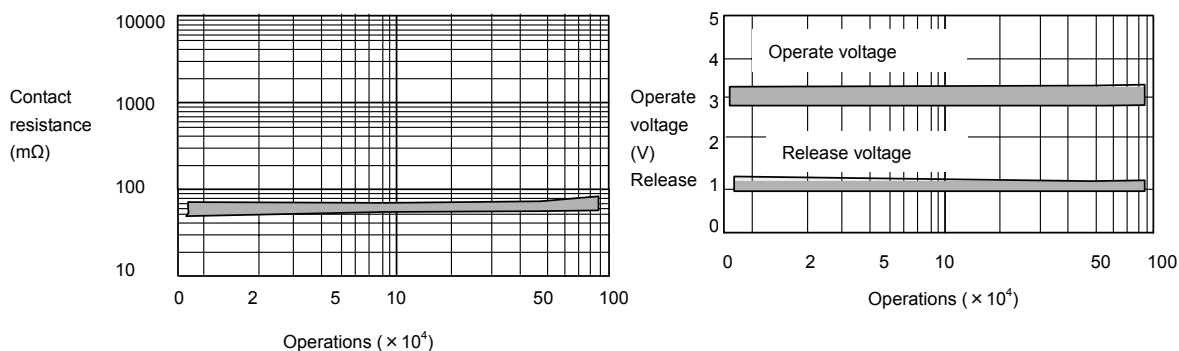 10000
1000
100
10
Contact
resistance
(mΩ)
0 2 5 10 50 100
Operations ( × 10⁴)
5
4
3
2
1
0
Operate voltage
Release voltage
Operate
voltage
(V)
Release
0 2 5 10 50 100
Operations ( × 10⁴)